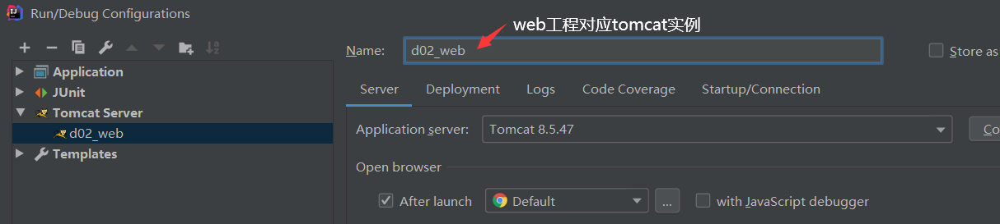 Run/Debug Configurations
web工程对应tomcat实例
Name: d02_web
Store as
Application
JUnit
Tomcat Server
d02_web
Templates
Server Deployment Logs Code Coverage Startup/Connection
Application server: Tomcat 8.5.47
Co
Open browser
After launch Default ... with JavaScript debugger